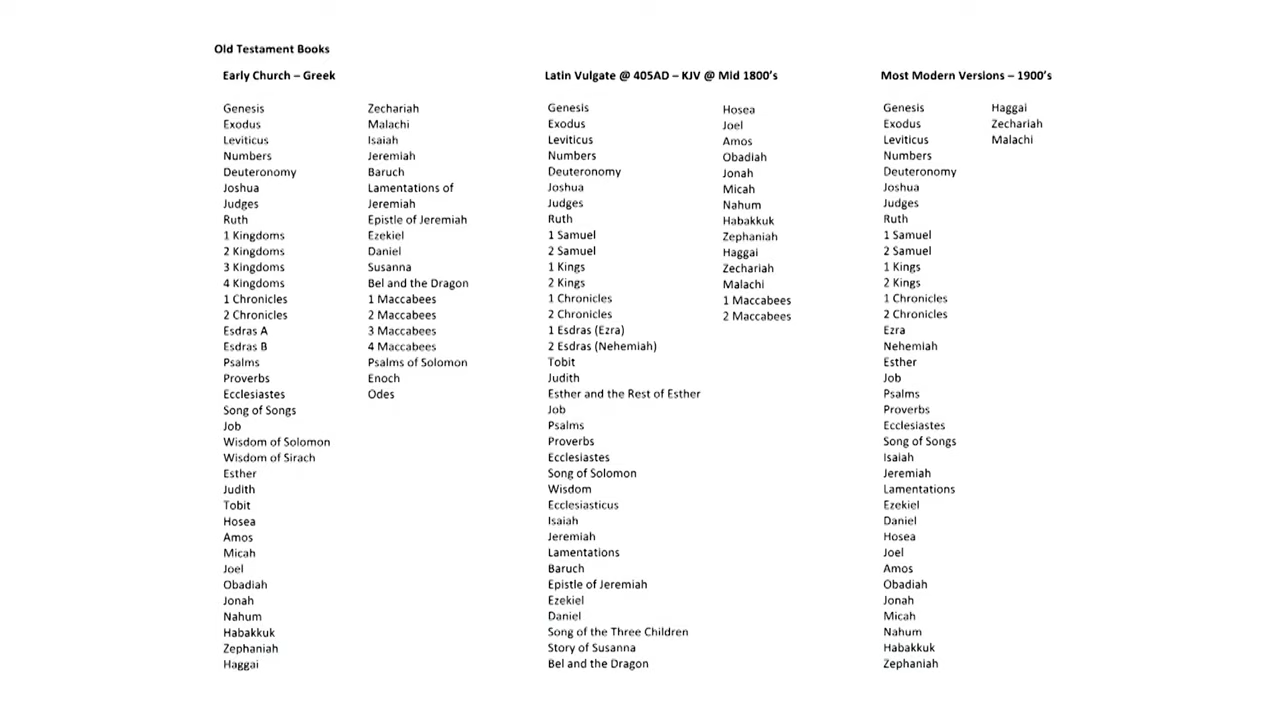 Old Testament Books
Early Church – Greek
Genesis
Exodus
Leviticus
Numbers
Deuteronomy
Joshua
Judges
Ruth
1 Kingdoms
2 Kingdoms
3 Kingdoms
4 Kingdoms
1 Chronicles
2 Chronicles
Esdras A
Esdras B
Psalms
Proverbs
Ecclesiastes
Song of Songs
Job
Wisdom of Solomon
Wisdom of Sirach
Esther
Judith
Tobit
Hosea
Amos
Micah
Joel
Obadiah
Jonah
Nahum
Habakkuk
Zephaniah
Haggai
Zechariah
Malachi
Isaiah
Jeremiah
Baruch
Lamentations of
Jeremiah
Epistle of Jeremiah
Ezekiel
Daniel
Susanna
Bel and the Dragon
1 Maccabees
2 Maccabees
3 Maccabees
4 Maccabees
Psalms of Solomon
Enoch
Odes
Latin Vulgate @ 405AD – KJV @ Mid 1800's
Genesis
Exodus
Leviticus
Numbers
Deuteronomy
Joshua
Judges
Ruth
1 Samuel
2 Samuel
1 Kings
2 Kings
1 Chronicles
2 Chronicles
1 Esdras (Ezra)
2 Esdras (Nehemiah)
Tobit
Judith
Esther and the Rest of Esther
Job
Psalms
Proverbs
Ecclesiastes
Song of Solomon
Wisdom
Ecclesiasticus
Isaiah
Jeremiah
Lamentations
Baruch
Epistle of Jeremiah
Ezekiel
Daniel
Song of the Three Children
Story of Susanna
Bel and the Dragon
Hosea
Joel
Amos
Obadiah
Jonah
Micah
Nahum
Habakkuk
Zephaniah
Haggai
Zechariah
Malachi
1 Maccabees
2 Maccabees
Most Modern Versions – 1900's
Genesis
Exodus
Leviticus
Numbers
Deuteronomy
Joshua
Judges
Ruth
1 Samuel
2 Samuel
1 Kings
2 Kings
1 Chronicles
2 Chronicles
Ezra
Nehemiah
Esther
Job
Psalms
Proverbs
Ecclesiastes
Song of Songs
Isaiah
Jeremiah
Lamentations
Ezekiel
Daniel
Hosea
Joel
Amos
Obadiah
Jonah
Micah
Nahum
Habakkuk
Zephaniah
Haggai
Zechariah
Malachi